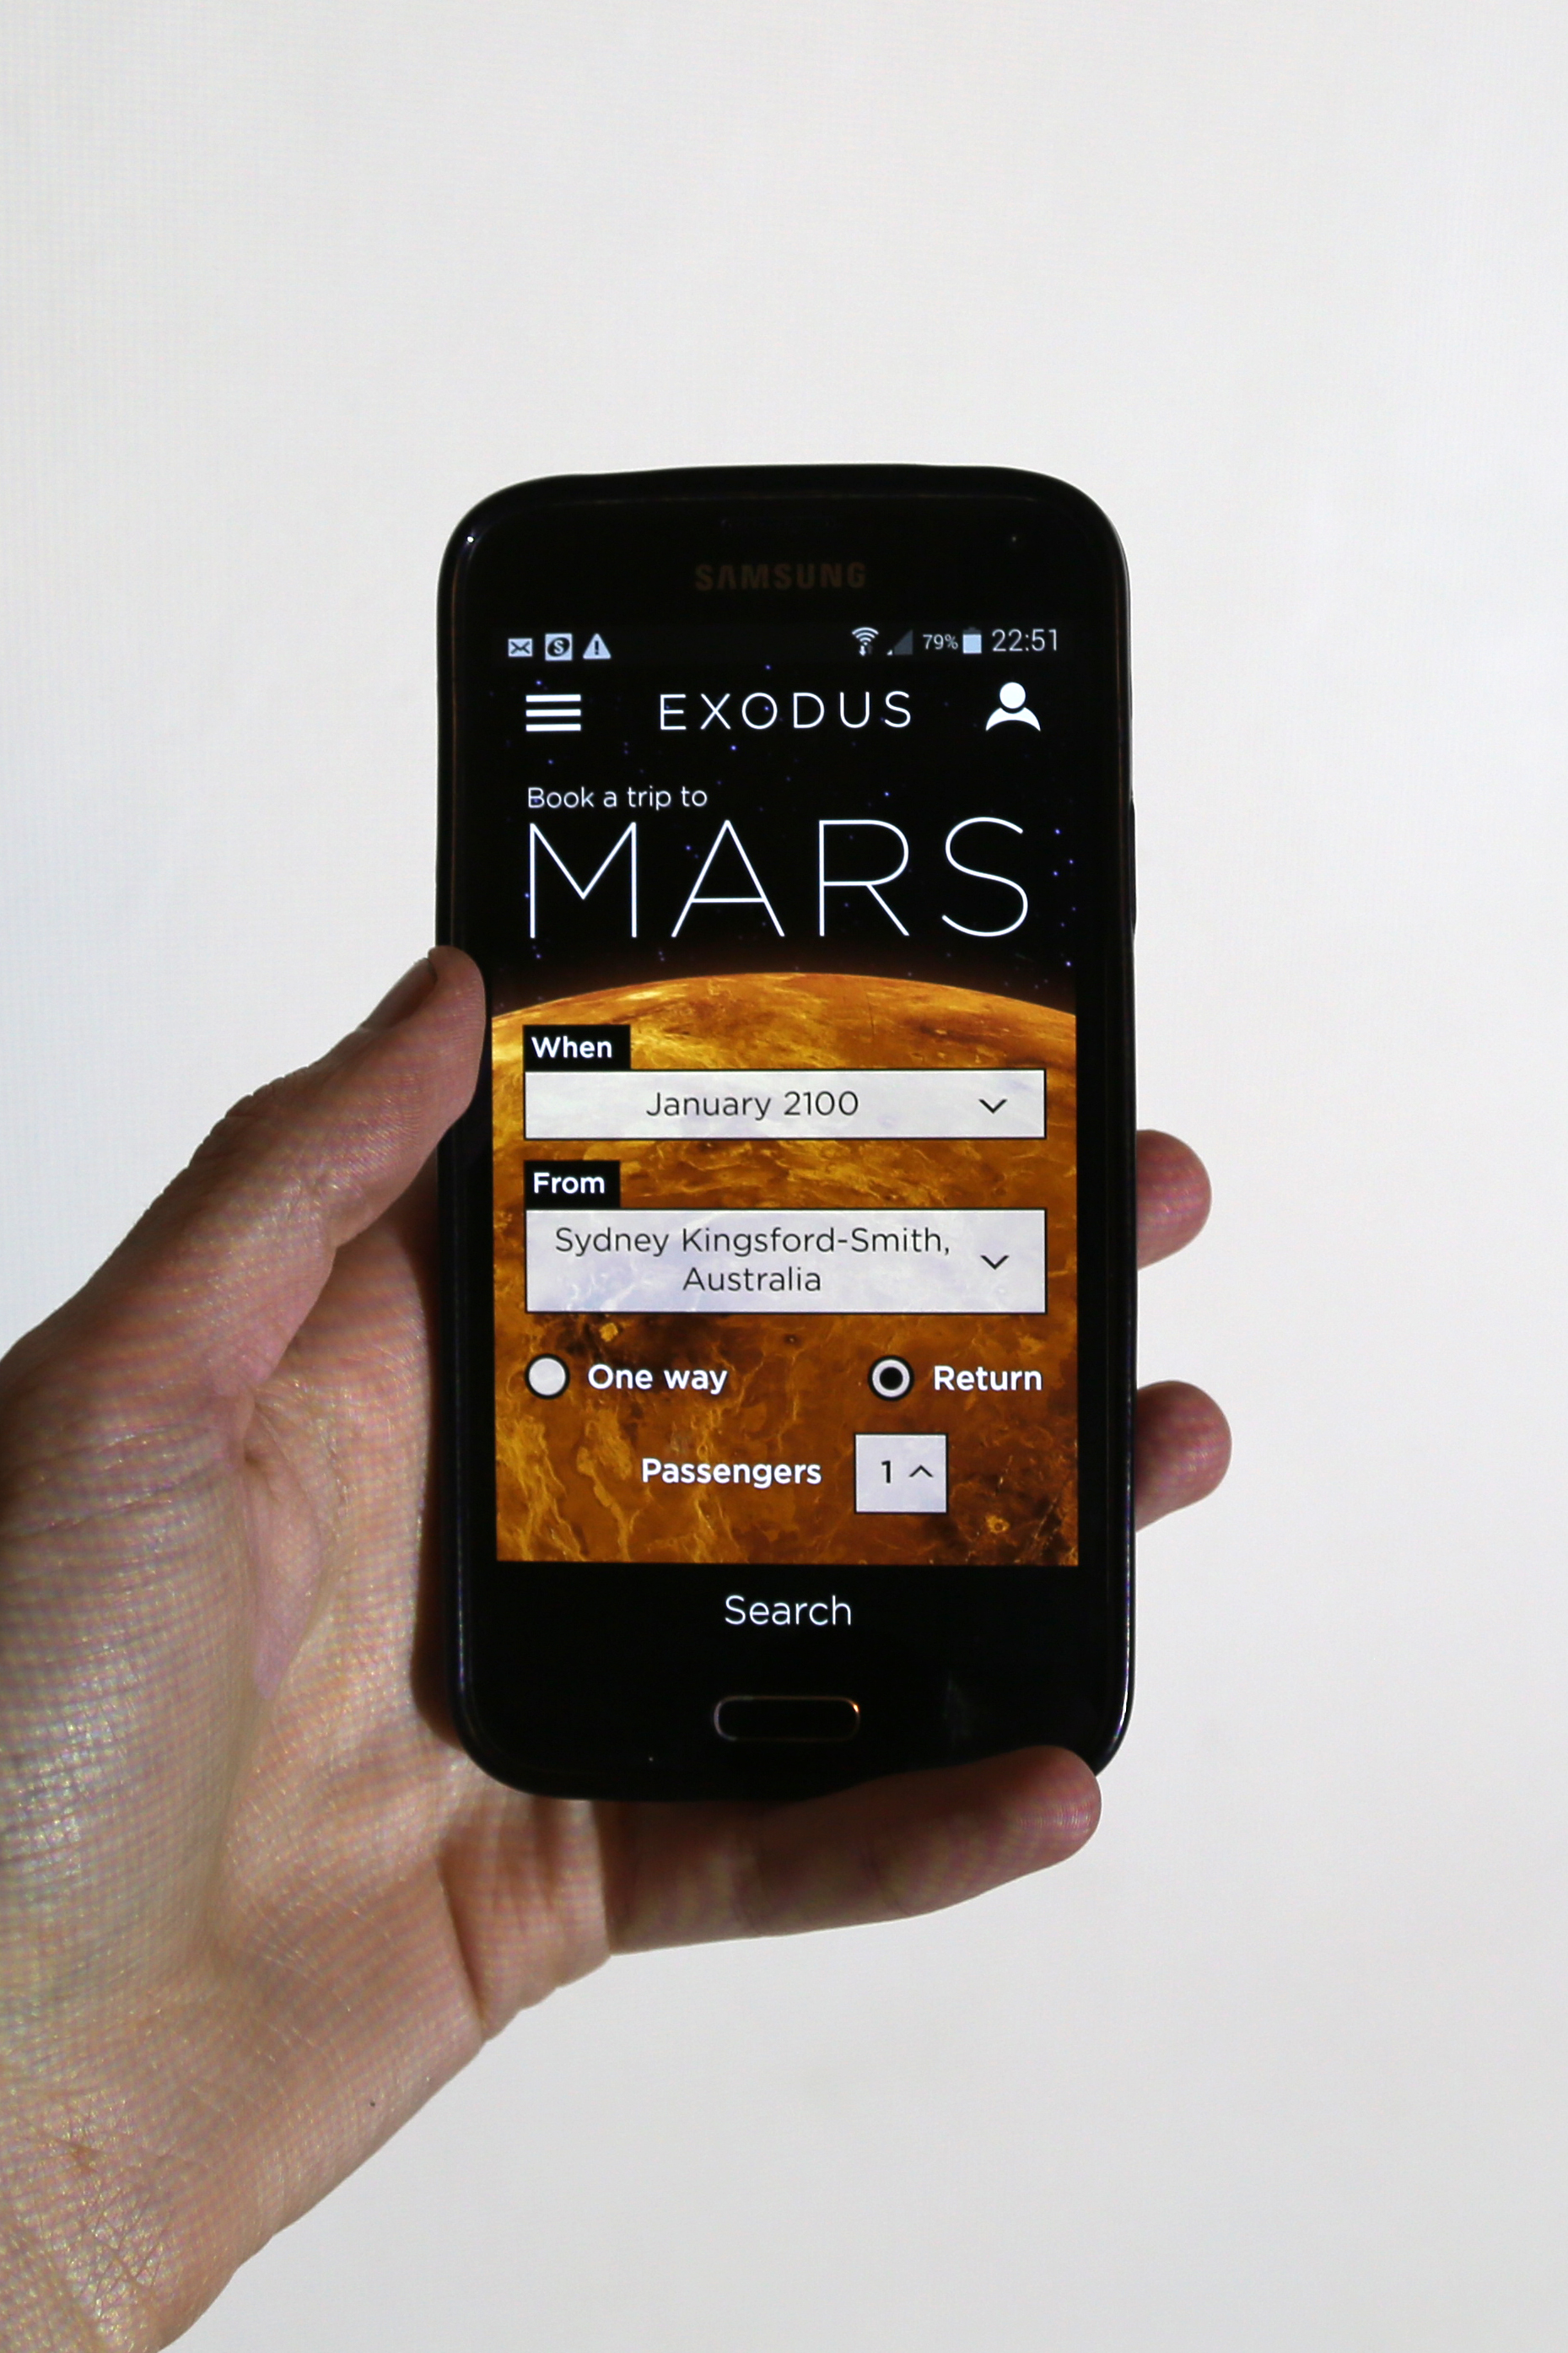 SAMSUNG
79% 22:51
EXODUS
Book a trip to
MARS
When
January 2100
From
Sydney Kingsford-Smith,
Australia
One way
Return
Passengers
1
Search